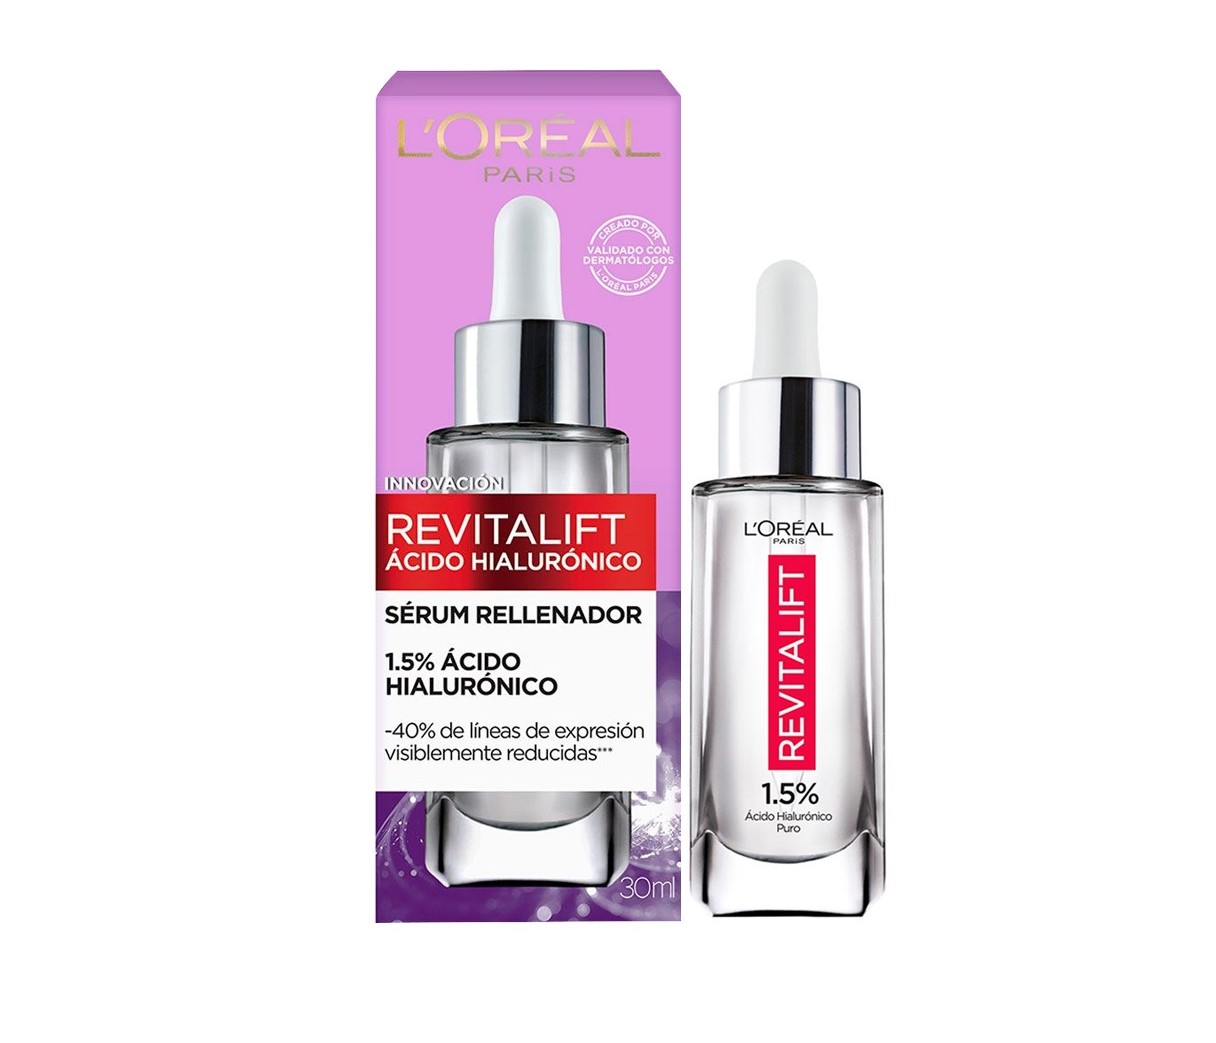 L'ORÉAL
PARiS
CREADO POR
VALIDADO CON
DERMATÓLOGOS
L'ORÉAL PARIS
INNOVACIÓN
REVITALIFT
ÁCIDO HIALURÓNICO
SÉRUM RELLENADOR
1.5% ÁCIDO
HIALURÓNICO
-40% de líneas de expresión
visiblemente reducidas***
30ml
L'ORÉAL
PARiS
REVITALIFT
1.5%
Ácido Hialurónico
Puro